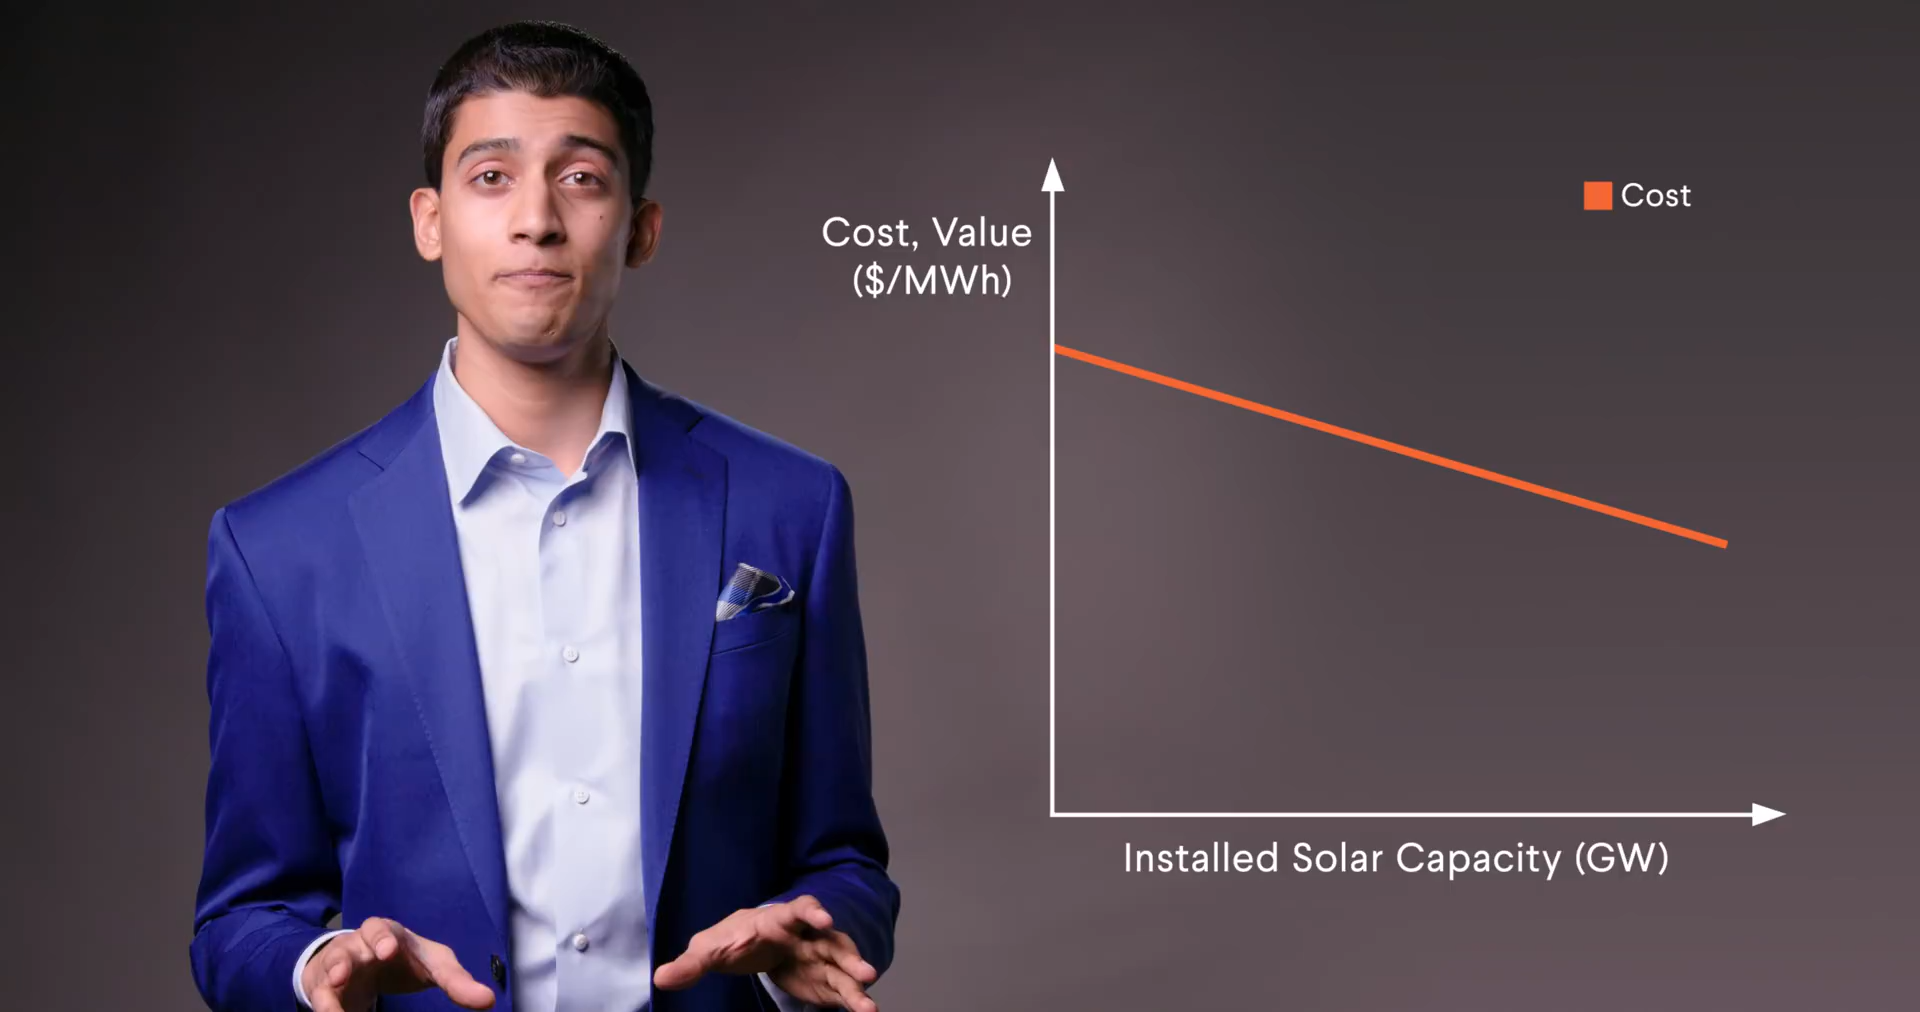 Cost, Value
($/MWh)
Cost
Installed Solar Capacity (GW)